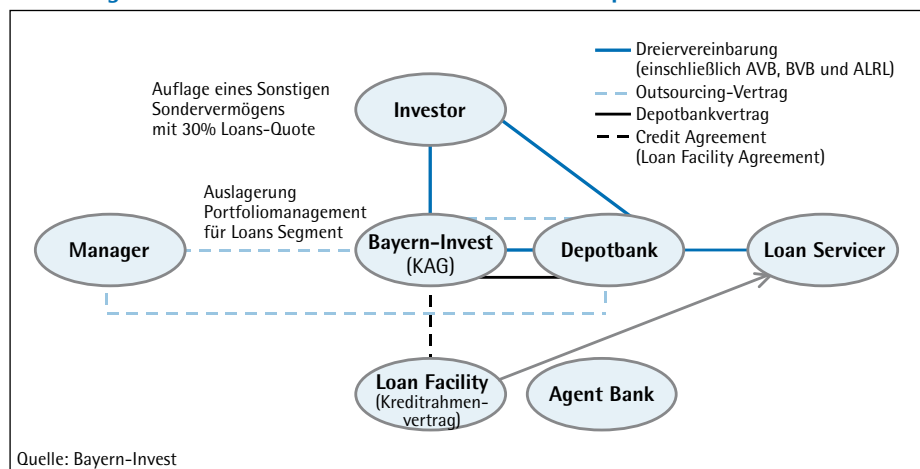 Dreiervereinbarung
(einschließlich AVB, BVB und ALRL)
Outsourcing-Vertrag
Depotbankvertrag
Credit Agreement
(Loan Facility Agreement)
Auflage eines Sonstigen
Sondervermögens
mit 30% Loans-Quote
Investor
Auslagerung
Portfoliomanagement
für Loans Segment
Manager
Bayern-Invest
(KAG)
Depotbank
Loan Servicer
Loan Facility
(Kreditrahmen-
vertrag)
Agent Bank
Quelle: Bayern-Invest